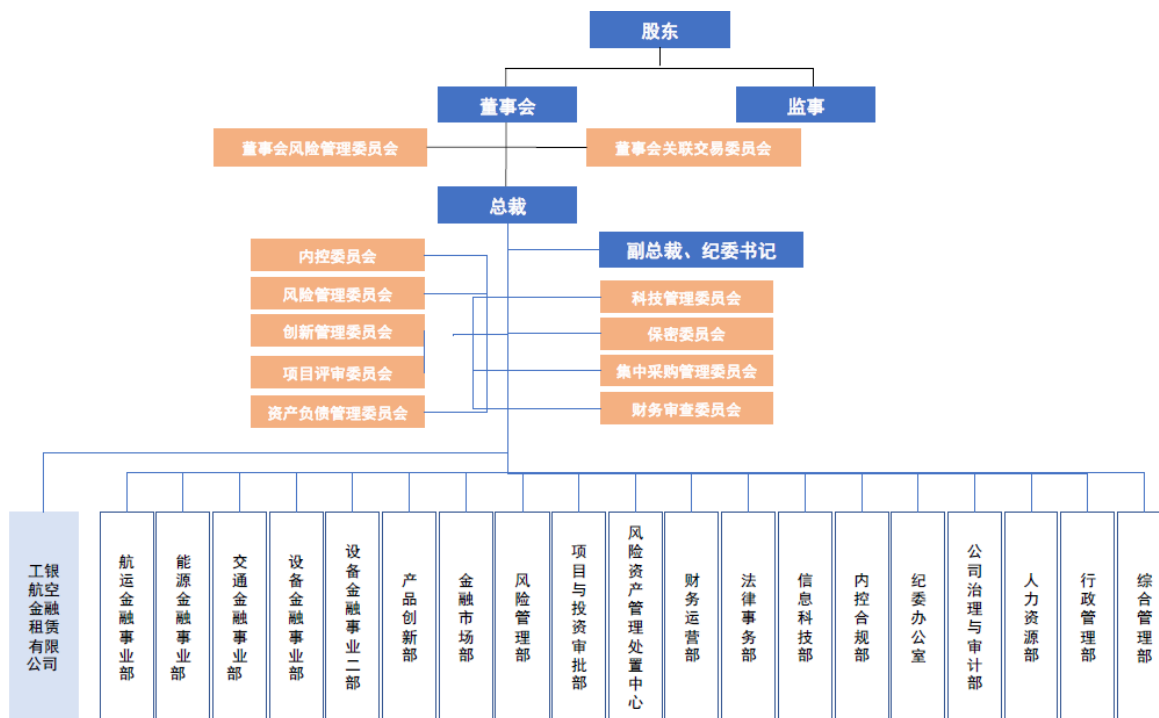 股东
董事会
监事
董事会风险管理委员会
董事会关联交易委员会
总裁
副总裁、纪委书记
内控委员会
风险管理委员会
创新管理委员会
项目评审委员会
资产负债管理委员会
科技管理委员会
保密委员会
集中采购管理委员会
财务审查委员会
工银
航空
金融
租赁
有限
公司
航运金融事业部
能源金融事业部
交通金融事业部
设备金融事业部
设备金融事业二部
产品创新部
金融市场部
风险管理部
项目与投资审批部
风险资产管理处置中心
财务运营部
法律事务部
信息科技部
内控合规部
纪委办公室
公司治理与审计部
人力资源部
行政管理部
综合管理部